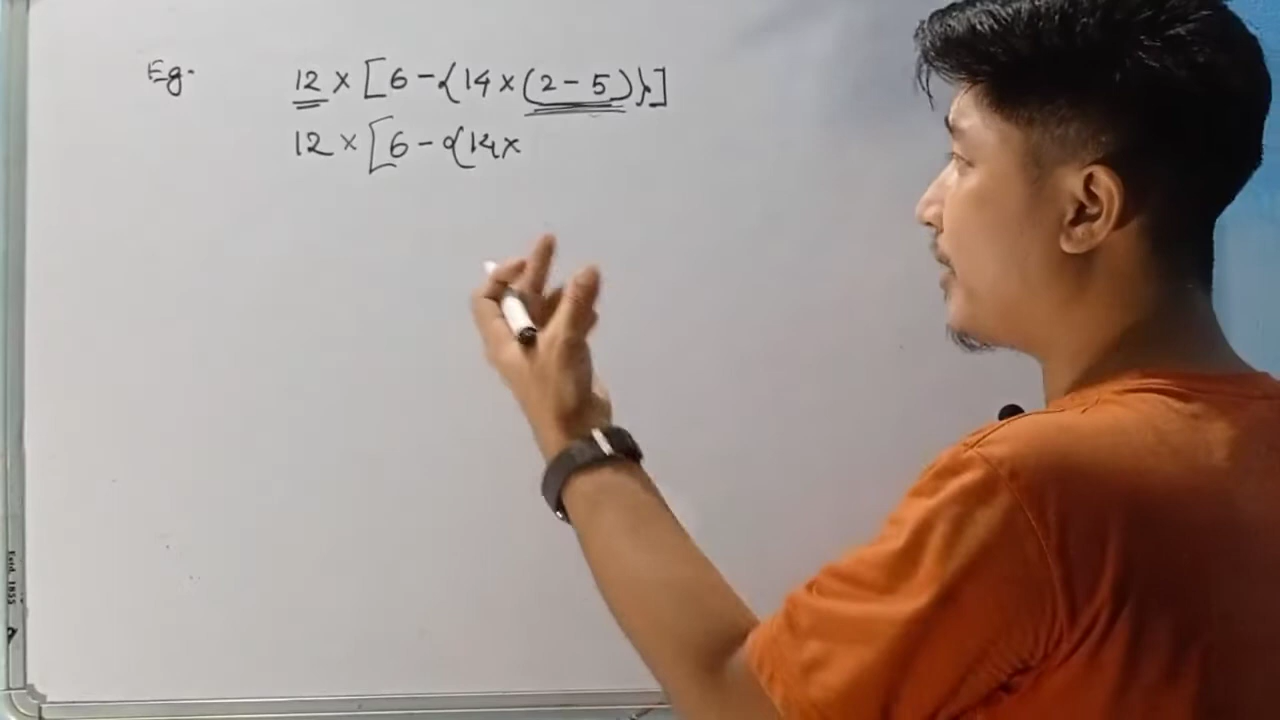 Eg. 12 × [6 - {14 × (2 - 5)}]
12 × [6 - {14 ×